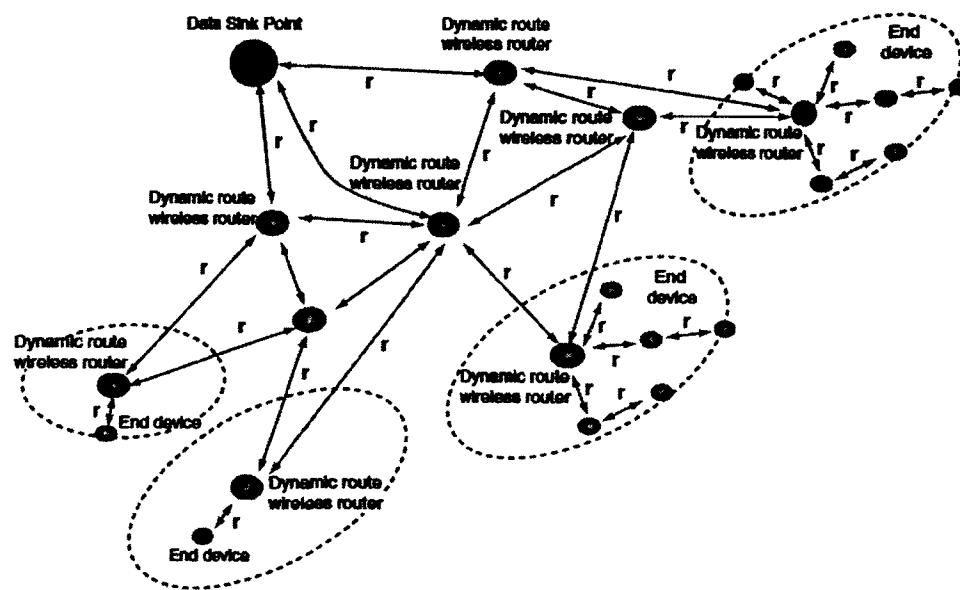 Data Sink Point
Dynamic route
wireless router
End
device
r
r
r
r
r
r
Dynamic route
wireless router
r
r
Dynamic route
wireless router
r
r
r
r
Dynamic route
wireless router
r
Dynamic route
wireless router
r
r
r
r
r
End
device
Dynamic route
wireless router
r
r
r
r
r
r
Dynamic route
wireless router
r
r
r
End device
Dynamic route
wireless router
r
End device